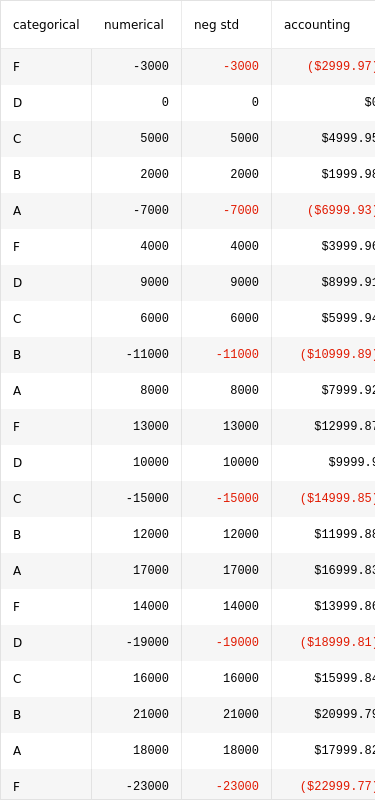 categorical numerical neg std accounting
F -3000 -3000 ($2999.97)
D 0 0 $0
C 5000 5000 $4999.95
B 2000 2000 $1999.98
A -7000 -7000 ($6999.93)
F 4000 4000 $3999.96
D 9000 9000 $8999.91
C 6000 6000 $5999.94
B -11000 -11000 ($10999.89)
A 8000 8000 $7999.92
F 13000 13000 $12999.87
D 10000 10000 $9999.9
C -15000 -15000 ($14999.85)
B 12000 12000 $11999.88
A 17000 17000 $16999.83
F 14000 14000 $13999.86
D -19000 -19000 ($18999.81)
C 16000 16000 $15999.84
B 21000 21000 $20999.79
A 18000 18000 $17999.82
F -23000 -23000 ($22999.77)